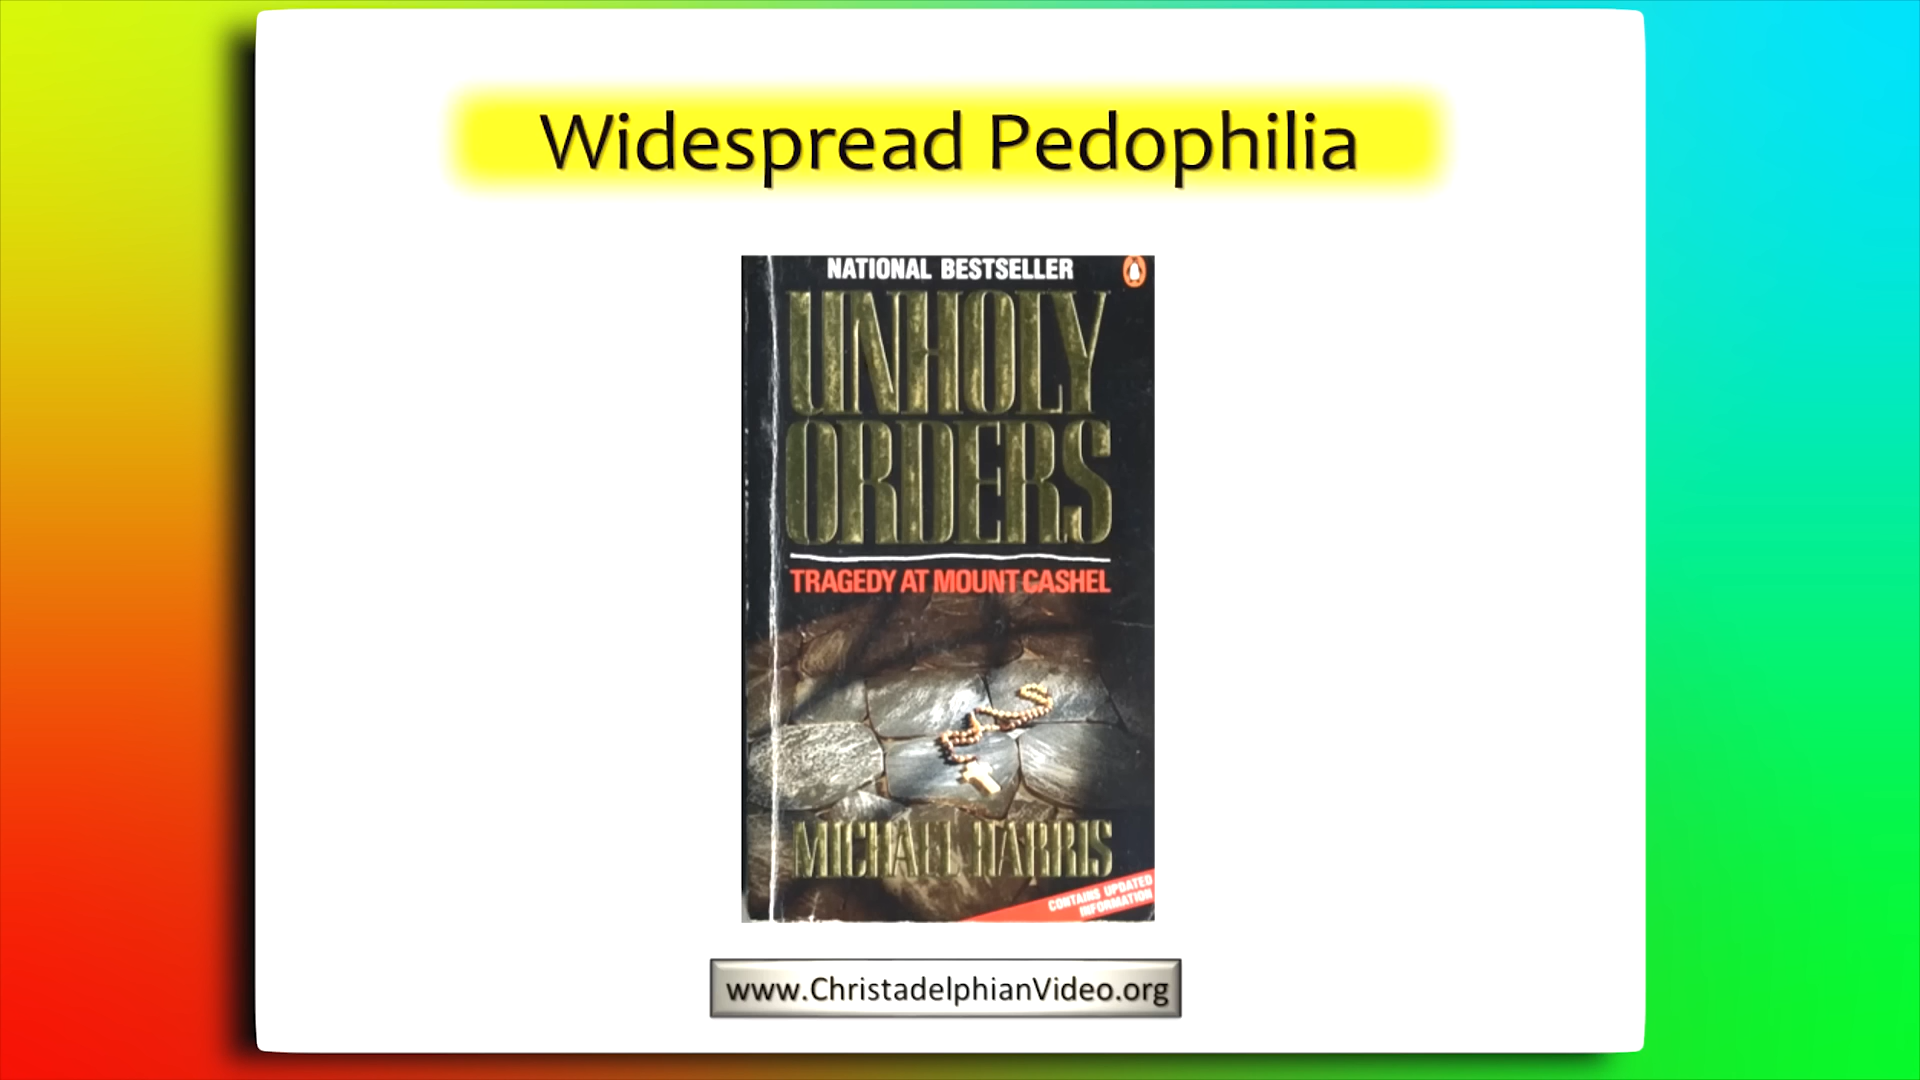 Widespread Pedophilia
NATIONAL BESTSELLER
UNHOLY
ORDERS
TRAGEDY AT MOUNT CASHEL
MICHAEL HARRIS
CONTAINS UPDATED
INFORMATION
www.ChristadelphianVideo.org